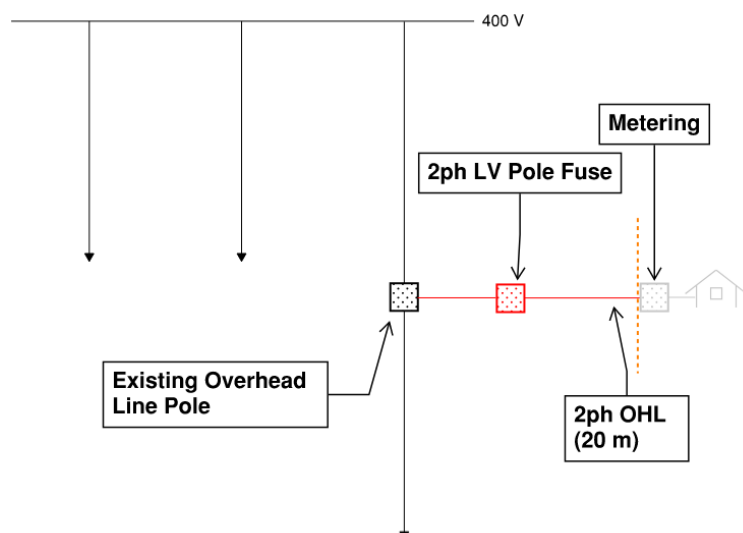 400 V
Metering
2ph LV Pole Fuse
Existing Overhead
Line Pole
2ph OHL
(20 m)